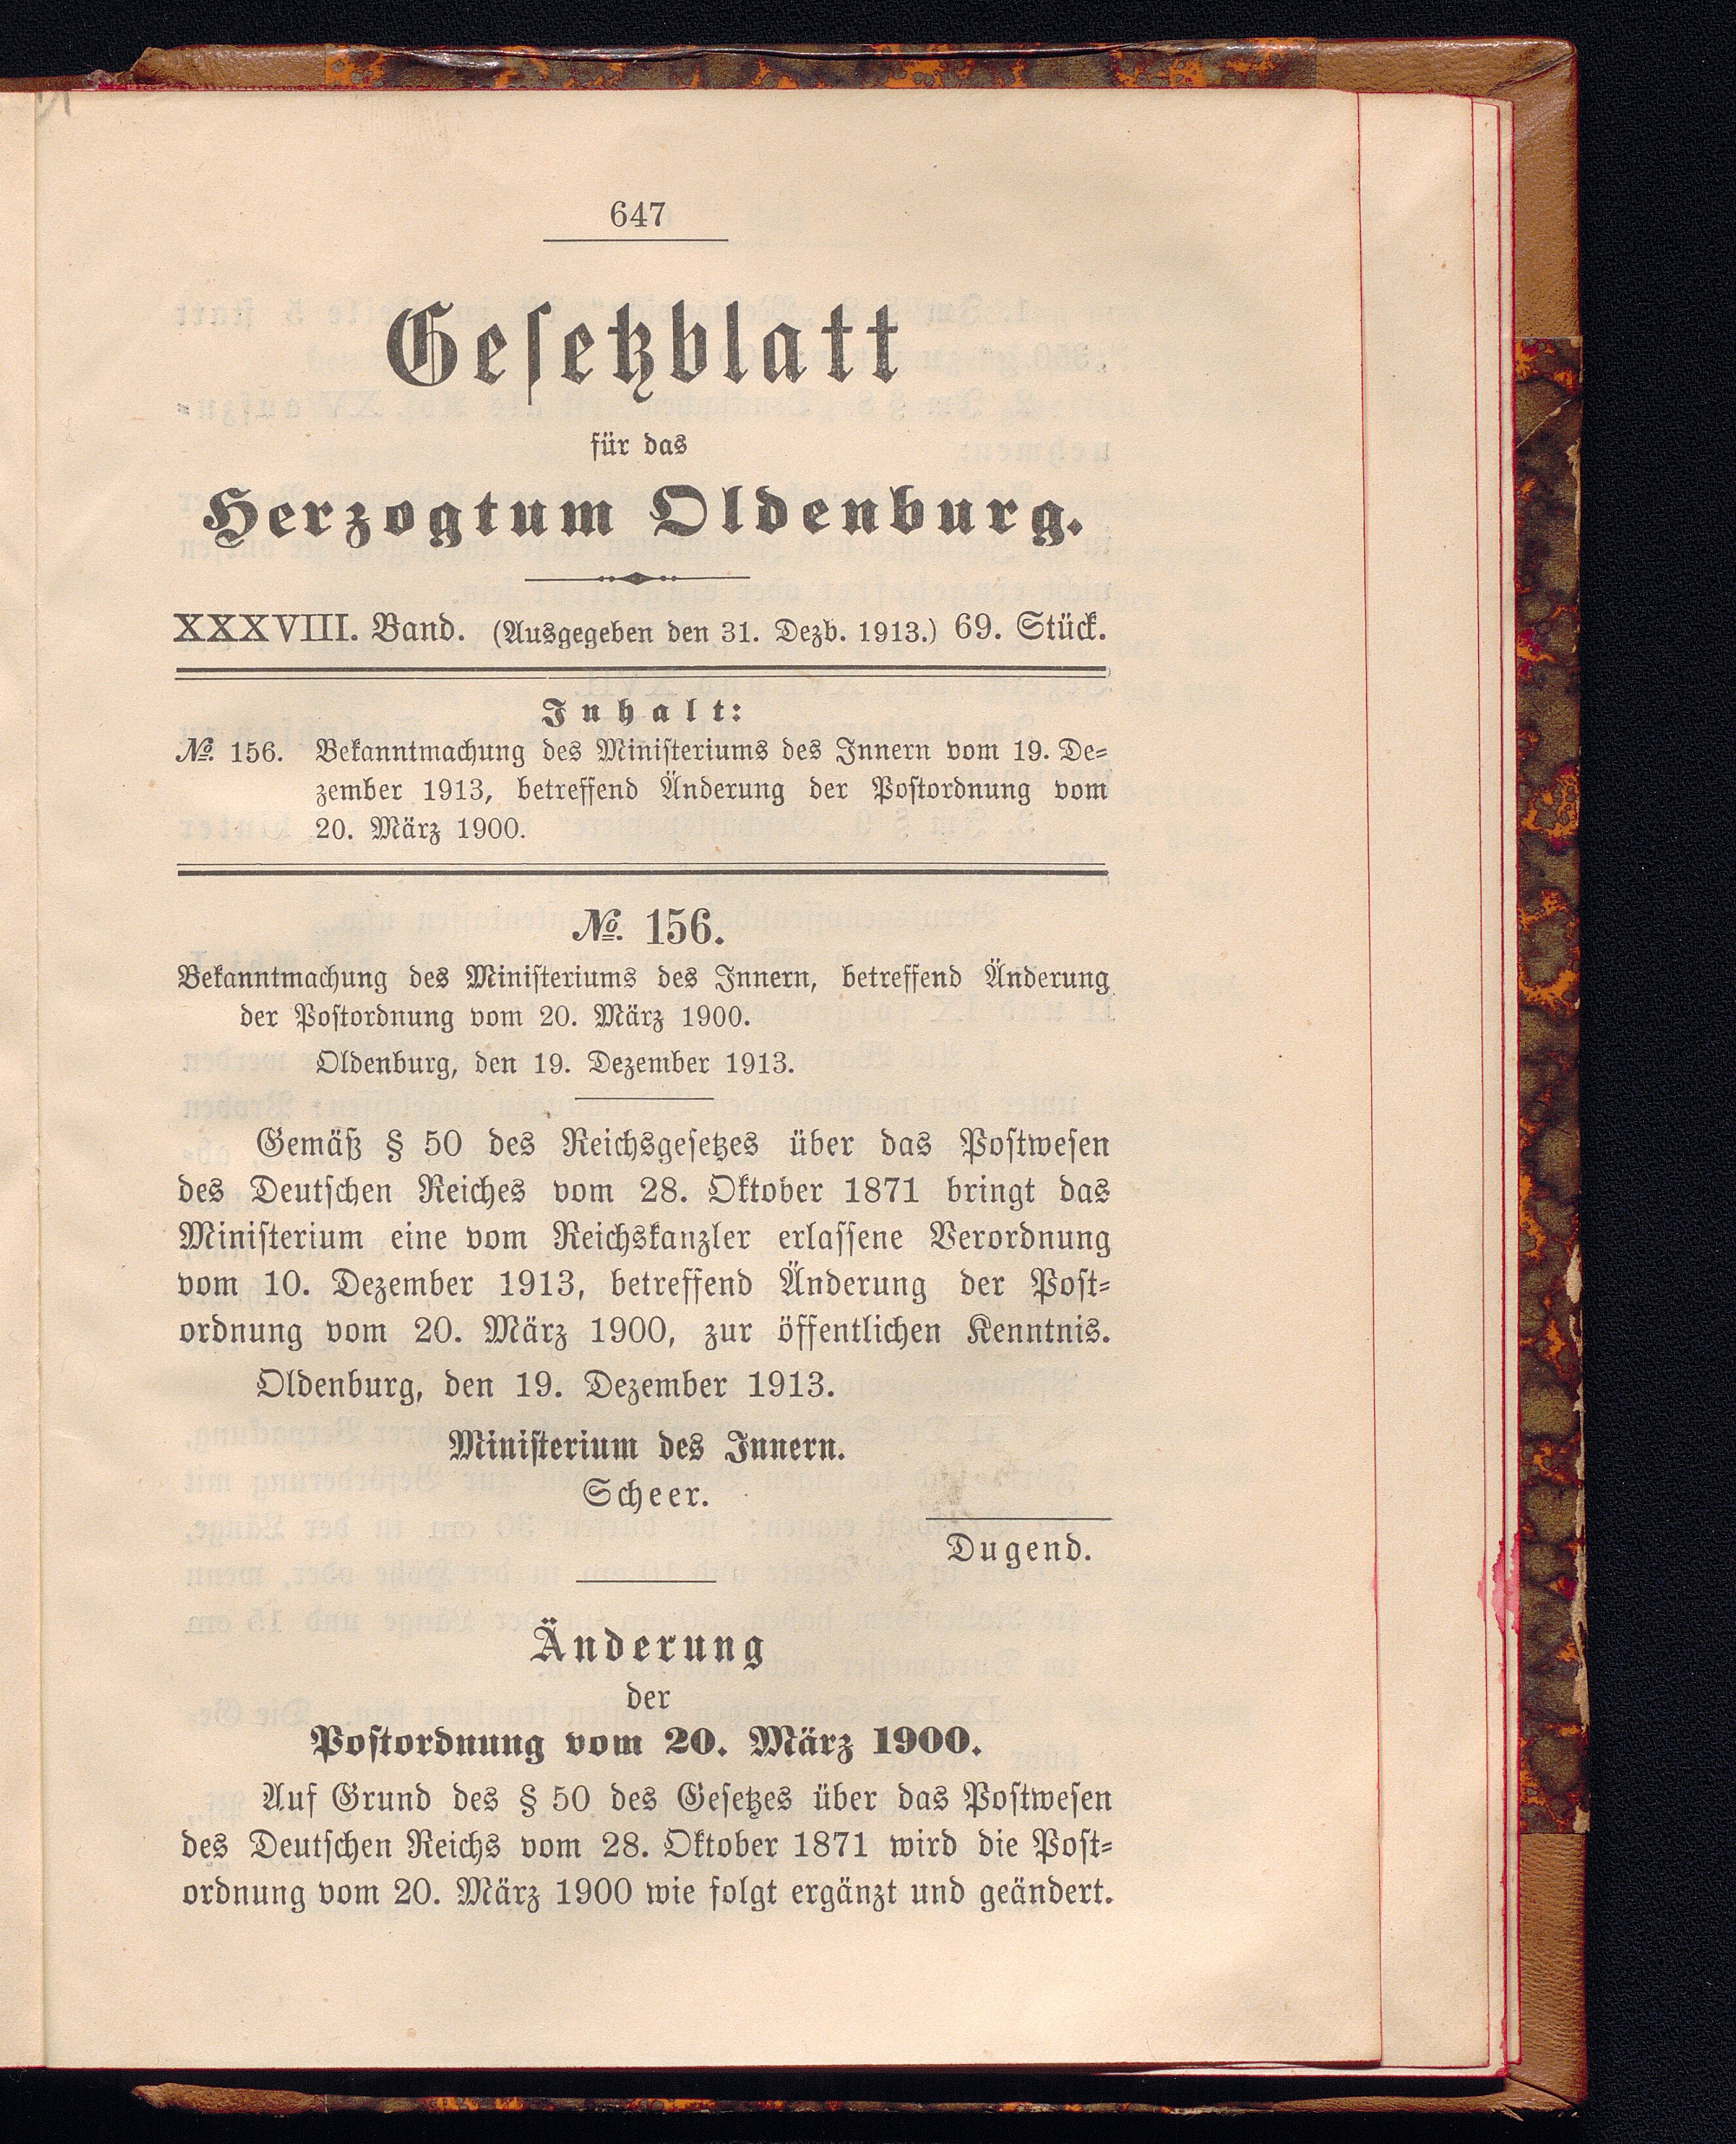 647
Gesetzblatt
für das
Herzogtum Oldenburg.
XXXVIII. Band. (Ausgegeben den 31. Dezb. 1913.) 69. Stück.
Inhalt:
№. 156. Bekanntmachung des Ministeriums des Innern vom 19. De-
zember 1913, betreffend Änderung der Postordnung vom
20. März 1900.
№. 156.
Bekanntmachung des Ministeriums des Innern, betreffend Änderung
der Postordnung vom 20. März 1900.
Oldenburg, den 19. Dezember 1913.
Gemäß § 50 des Reichsgesetzes über das Postwesen
des Deutschen Reiches vom 28. Oktober 1871 bringt das
Ministerium eine vom Reichskanzler erlassene Verordnung
vom 10. Dezember 1913, betreffend Änderung der Post-
ordnung vom 20. März 1900, zur öffentlichen Kenntnis.
Oldenburg, den 19. Dezember 1913.
Ministerium des Innern.
Scheer.
Dugend.
Änderung
der
Postordnung vom 20. März 1900.
Auf Grund des § 50 des Gesetzes über das Postwesen
des Deutschen Reichs vom 28. Oktober 1871 wird die Post-
ordnung vom 20. März 1900 wie folgt ergänzt und geändert.